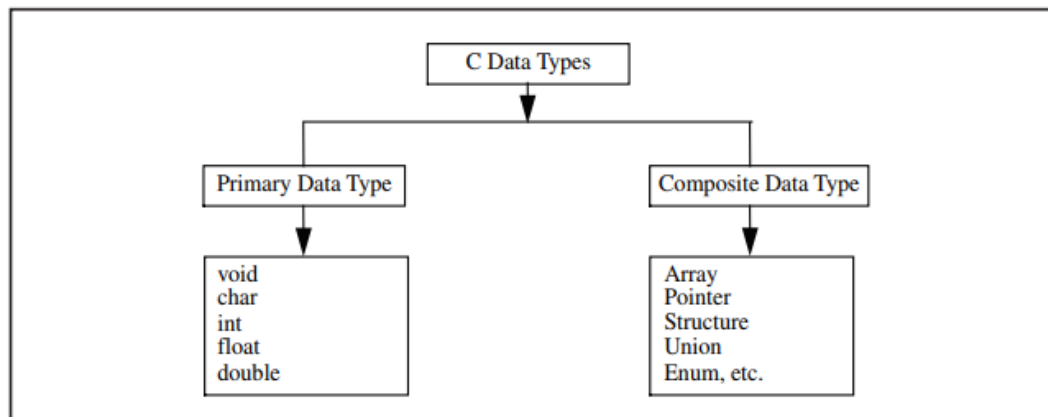 C Data Types
Primary Data Type
Composite Data Type
void
char
int
float
double
Array
Pointer
Structure
Union
Enum, etc.